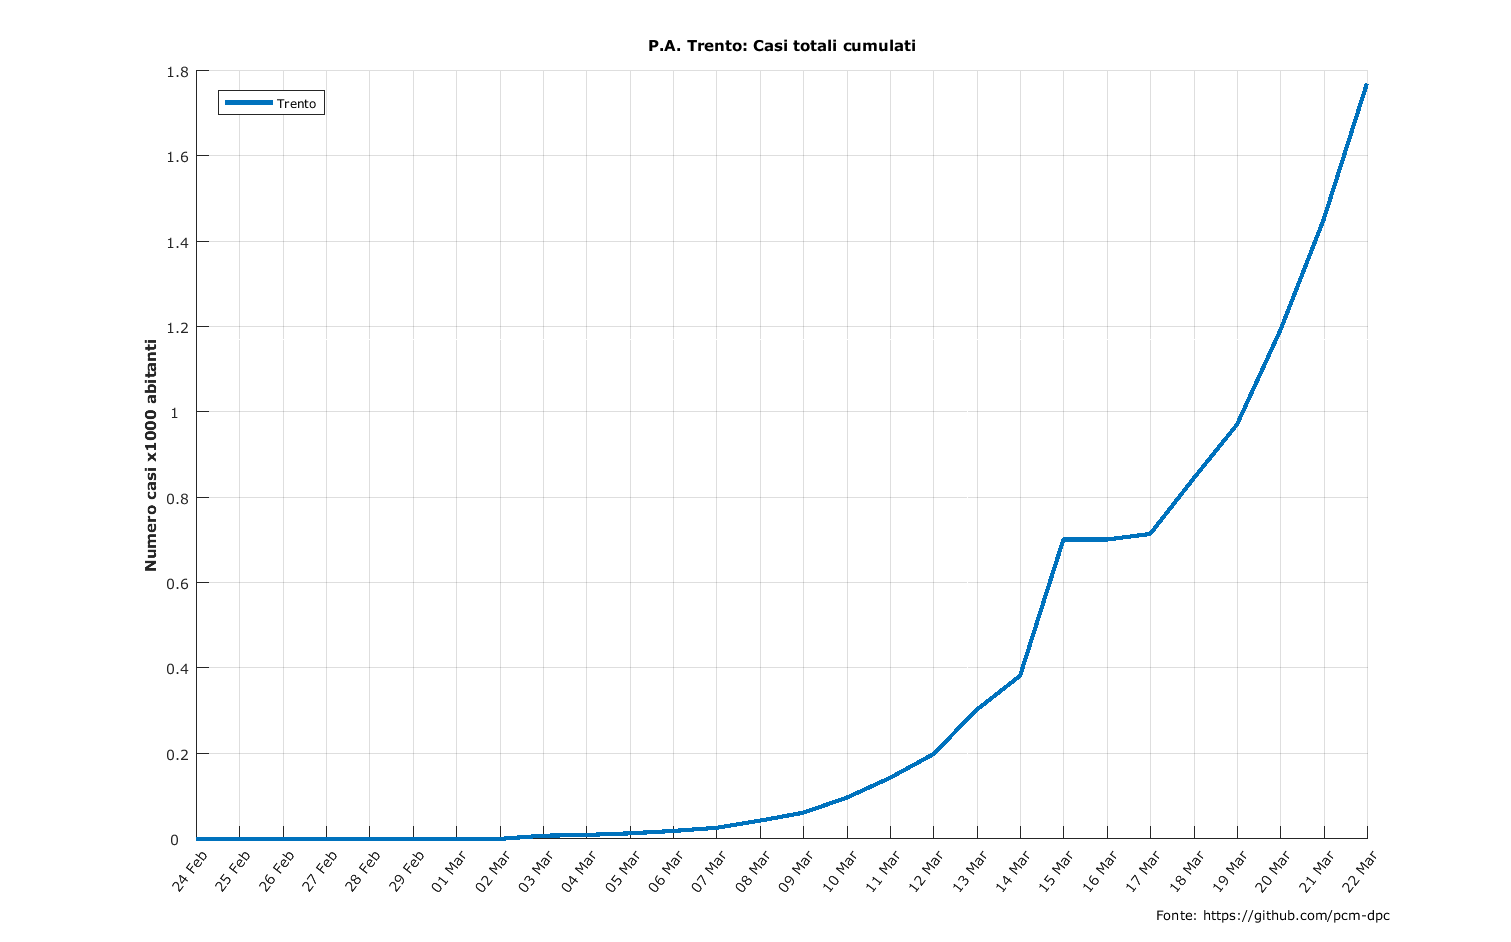 P.A. Trento: Casi totali cumulati
Trento
Numero casi x1000 abitanti
1.8
1.6
1.4
1.2
1
0.8
0.6
0.4
0.2
0
24 Feb
25 Feb
26 Feb
27 Feb
28 Feb
29 Feb
01 Mar
02 Mar
03 Mar
04 Mar
05 Mar
06 Mar
07 Mar
08 Mar
09 Mar
10 Mar
11 Mar
12 Mar
13 Mar
14 Mar
15 Mar
16 Mar
17 Mar
18 Mar
19 Mar
20 Mar
21 Mar
22 Mar
Fonte: https://github.com/pcm-dpc